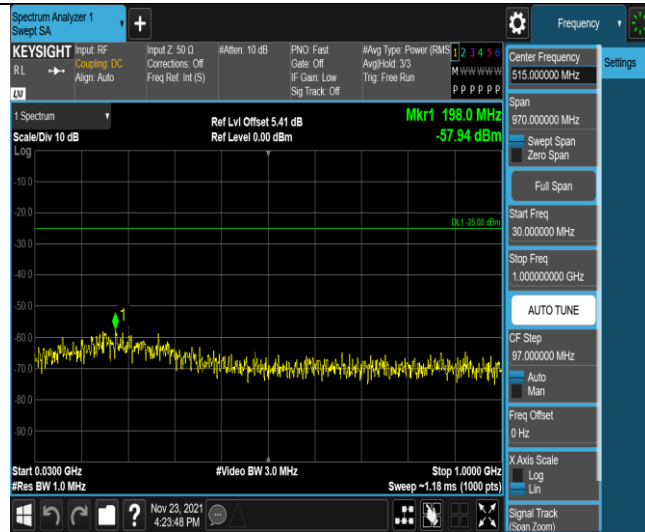 Spectrum Analyzer 1
Swept SA
Frequency
KEYSIGHT
RL
LXI
Input: RF
Coupling: DC
Align: Auto
Input Z: 50 Ω
Corrections: Off
Freq Ref: Int (S)
#Atten: 10 dB
PNO: Fast
Gate: Off
IF Gain: Low
Sig Track: Off
#Avg Type: Power (RMS
Avg|Hold: 3/3
Trig: Free Run
1 2 3 4 5 6
M W W W W W
P P P P P P
Center Frequency
515.000000 MHz
Settings
1 Spectrum
Scale/Div 10 dB
Log
Ref Lvl Offset 5.41 dB
Ref Level 0.00 dBm
Mkr1 198.0 MHz
-57.94 dBm
-10.0
-20.0
-30.0
-40.0
-50.0
-60.0
-70.0
-80.0
-90.0
DL1 -25.00 dBm
1
Start 0.0300 GHz
#Res BW 1.0 MHz
#Video BW 3.0 MHz
Stop 1.0000 GHz
Sweep ~1.18 ms (1000 pts)
Span
970.000000 MHz
Swept Span
Zero Span
Full Span
Start Freq
30.000000 MHz
Stop Freq
1.000000000 GHz
AUTO TUNE
CF Step
97.000000 MHz
Auto
Man
Freq Offset
0 Hz
X Axis Scale
Log
Lin
Signal Track
(Span Zoom)
?
Nov 23, 2021
4:23:48 PM